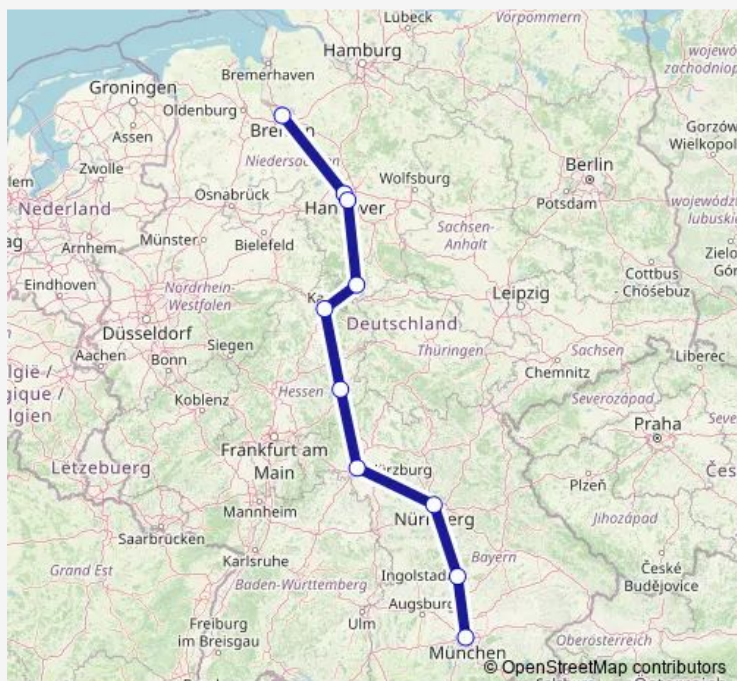 Lübeck
Vorpommern
Hamburg
Bremerhaven
Groningen
Oldenburg
Assen
Zwolle
Niedersachsen
Wolfsburg
Berlin
Nederland
Osnabrück
Potsdam
Arnhem
Münster
Bielefeld
Sachsen-
Anhalt
Cottbus
- Chóśebuz
Eindhoven
Nordrhein-
Westfalen
Leipzig
Düsseldorf
Deutschland
Siegen
Aachen
Bonn
Thüringen
Sachsen
Liberec
Chemnitz
Koblenz
Hessen
Severozápad
Praha
Frankfurt am
Main
Lëtzebuerg
Plzeň
Mannheim
Jihozápad
Saarbrücken
Karlsruhe
Bayern
Grand Est
Baden-Württemberg
České
Budějovice
Augsburg
Ulm
Freiburg
im Breisgau
Oberösterreich
München
© OpenStreetMap contributors